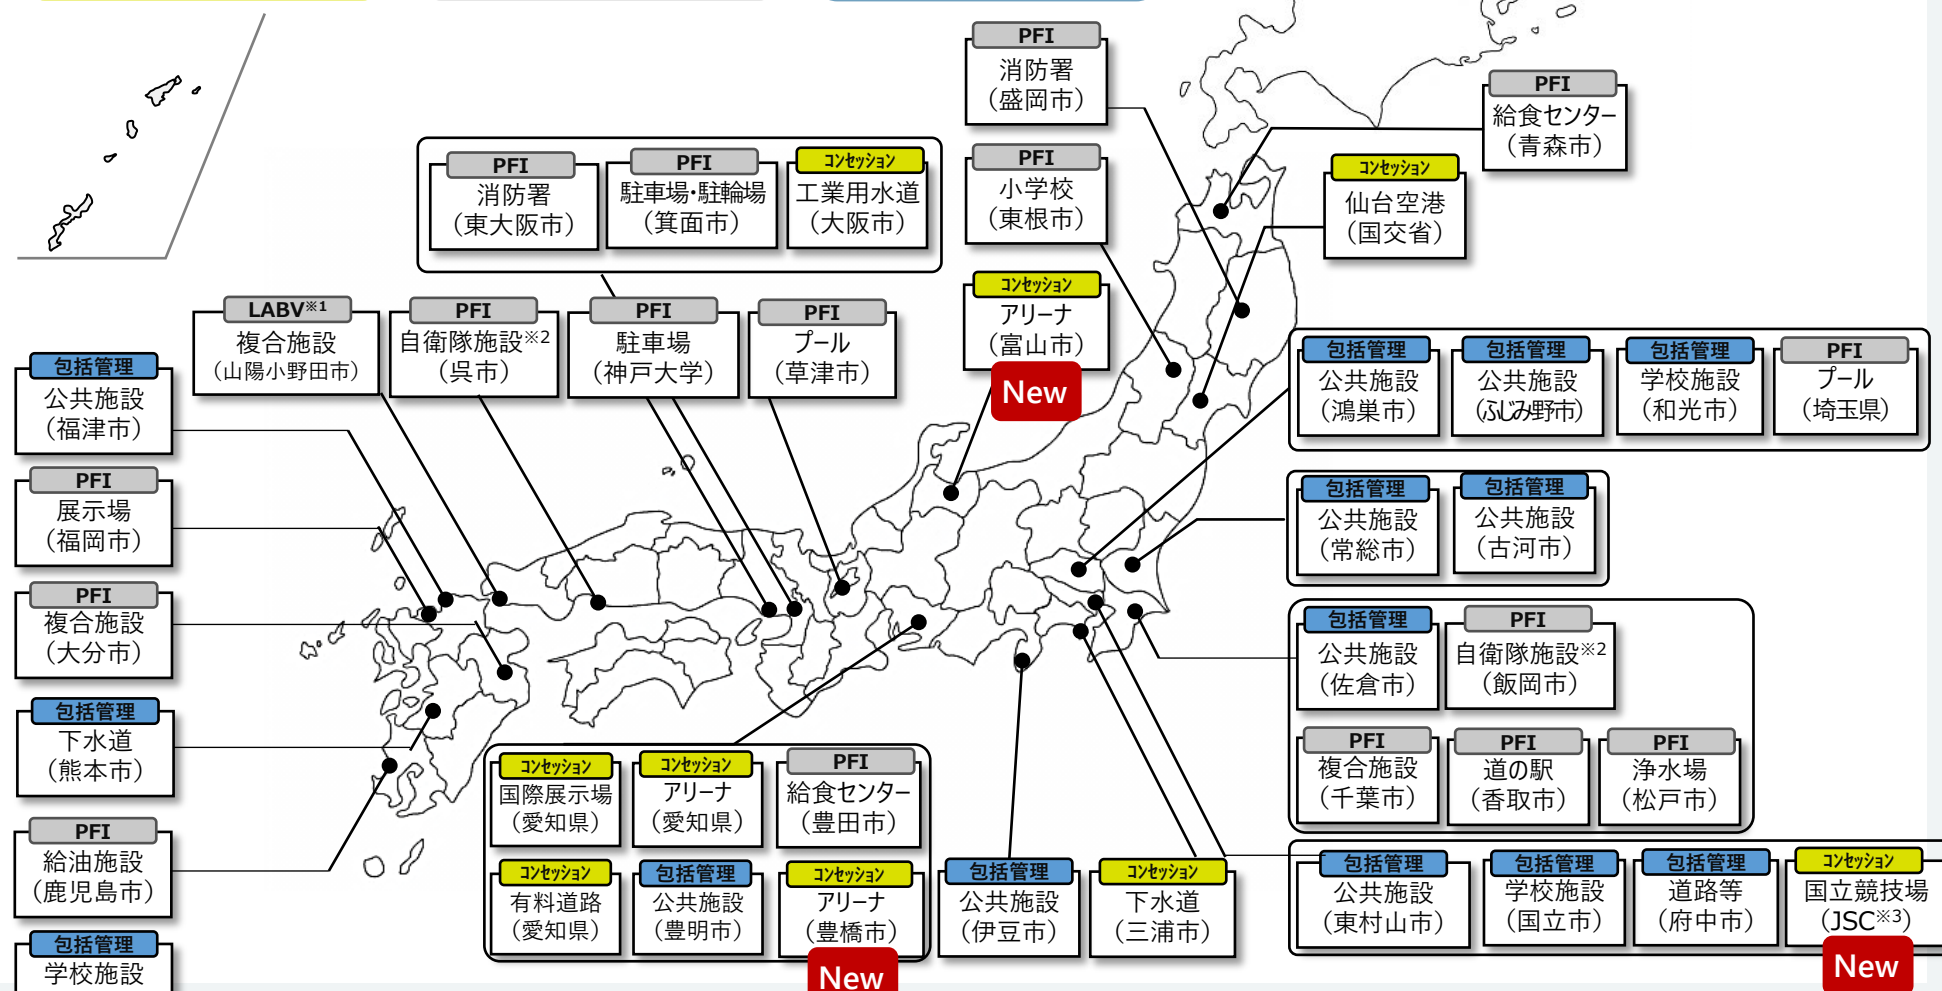 PFI
消防署
（盛岡市）
PFI
給食センター
（青森市）
PFI
消防署
（東大阪市）
PFI
駐車場・駐輪場
（箕面市）
コンセッション
工業用水道
（大阪市）
PFI
小学校
（東根市）
コンセッション
仙台空港
（国交省）
LABV※1
複合施設
（山陽小野田市）
PFI
自衛隊施設※2
（呉市）
PFI
駐車場
（神戸大学）
PFI
プール
（草津市）
コンセッション
アリーナ
（富山市）
New
包括管理
公共施設
（鴻巣市）
包括管理
公共施設
（ふじみ野市）
包括管理
学校施設
（和光市）
PFI
プール
（埼玉県）
包括管理
公共施設
（福津市）
PFI
展示場
（福岡市）
包括管理
公共施設
（常総市）
包括管理
公共施設
（古河市）
PFI
複合施設
（大分市）
包括管理
公共施設
（佐倉市）
PFI
自衛隊施設※2
（飯岡市）
包括管理
下水道
（熊本市）
PFI
複合施設
（千葉市）
PFI
道の駅
（香取市）
PFI
浄水場
（松戸市）
コンセッション
国際展示場
（愛知県）
コンセッション
アリーナ
（愛知県）
PFI
給食センター
（豊田市）
PFI
給油施設
（鹿児島市）
コンセッション
有料道路
（愛知県）
包括管理
公共施設
（豊明市）
コンセッション
アリーナ
（豊橋市）
New
包括管理
公共施設
（伊豆市）
コンセッション
下水道
（三浦市）
包括管理
公共施設
（東村山市）
包括管理
学校施設
（国立市）
包括管理
道路等
（府中市）
コンセッション
国立競技場
（JSC※3）
New
包括管理
学校施設